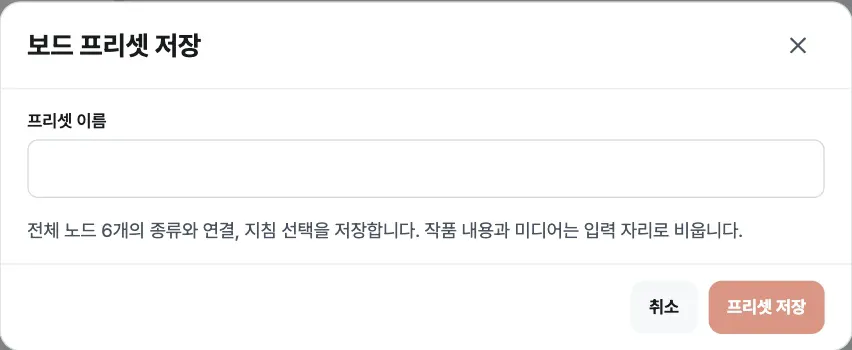 보드 프리셋 저장
프리셋 이름
전체 노드 6개의 종류와 연결, 지침 선택을 저장합니다. 작품 내용과 미디어는 입력 자리로 비웁니다.
취소
프리셋 저장